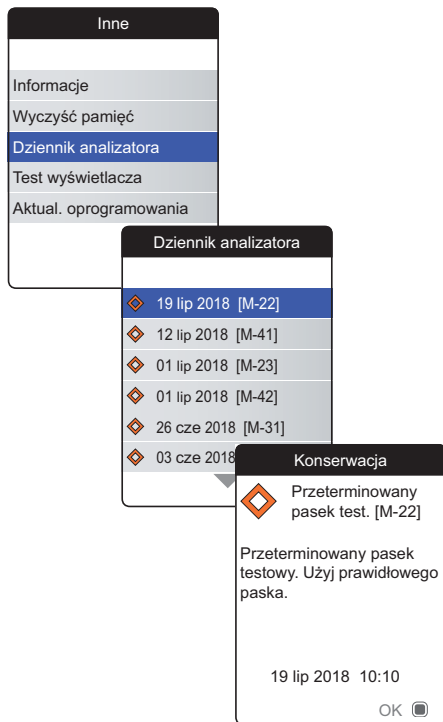 Inne
Informacje
Wyczyść pamięć
Dziennik analizatora
Test wyświetlacza
Aktual. oprogramowania
Dziennik analizatora
19 lip 2018 [M-22]
12 lip 2018 [M-41]
01 lip 2018 [M-23]
01 lip 2018 [M-42]
26 cze 2018 [M-31]
03 cze 2018
Konserwacja
Przeterminowany
pasek test. [M-22]
Przeterminowany pasek
testowy. Użyj prawidłowego
paska.
19 lip 2018 10:10
OK